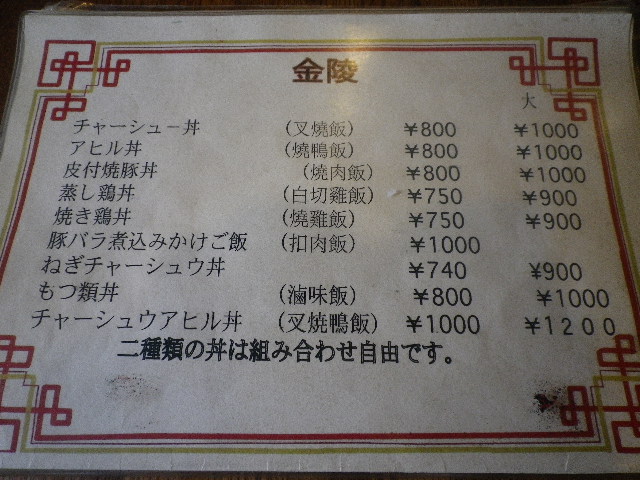 金陵
大
チャーシュー丼 (叉燒飯) ￥800 ￥1000
アヒル丼 (燒鴨飯) ￥800 ￥1000
皮付焼豚丼 (燒肉飯) ￥800 ￥1000
蒸し鶏丼 (白切雞飯) ￥750 ￥900
焼き鶏丼 (燒雞飯) ￥750 ￥900
豚バラ煮込みかけご飯 (扣肉飯) ￥1000
ねぎチャーシュウ丼 ￥740 ¥900
もつ類丼 (滷味飯) ￥800 ￥1000
チャーシュウアヒル丼 (叉焼鴨飯) ￥1000 ￥1200
二種類の丼は組み合わせ自由です。